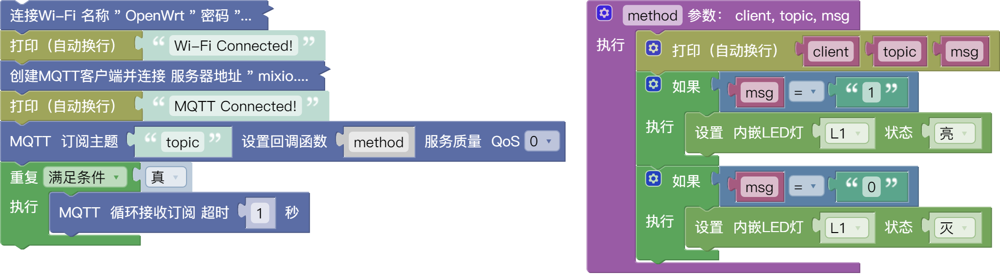 连接Wi-Fi 名称 ” OpenWrt ” 密码 ”...
打印（自动换行） “ Wi-Fi Connected! ”
创建MQTT客户端并连接 服务器地址 ” mixio....
打印（自动换行） “ MQTT Connected! ”
MQTT 订阅主题 “ topic ” 设置回调函数 method 服务质量 QoS 0
重复 满足条件 真
执行
MQTT 循环接收订阅 超时 1 秒
method 参数： client, topic, msg
执行
打印（自动换行） client topic msg
如果 msg = “ 1 ”
执行 设置 内嵌LED灯 L1 状态 亮
如果 msg = “ 0 ”
执行 设置 内嵌LED灯 L1 状态 灭